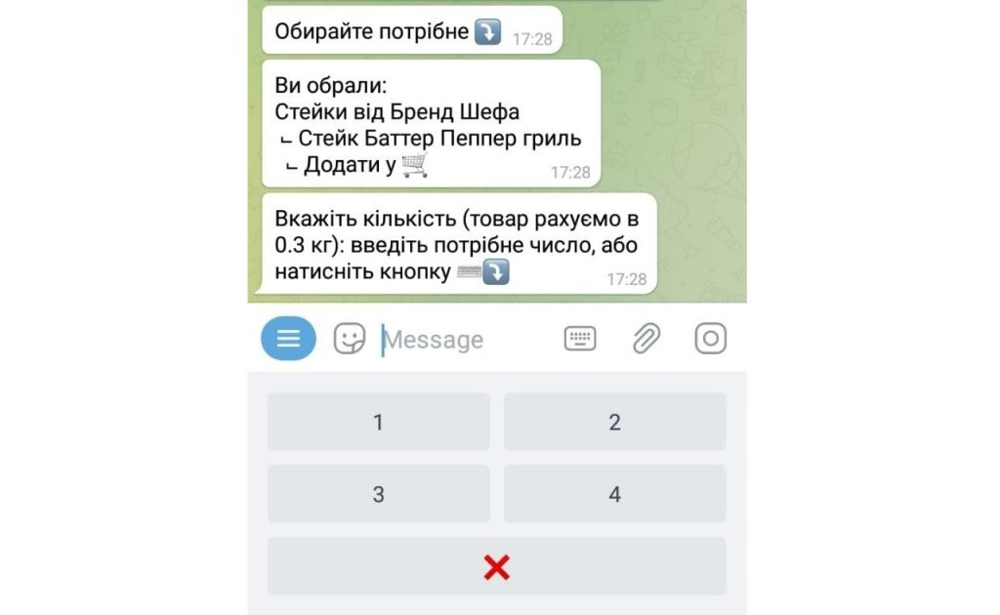 Обирайте потрібне ⤵️ 17:28
Ви обрали:
Стейки від Бренд Шефа
⌙ Стейк Баттер Пеппер гриль
⌙ Додати у 🛒 17:28
Вкажіть кількість (товар рахуємо в
0.3 кг): введіть потрібне число, або
натисніть кнопку ⌨️⤵️ 17:28
Message
1 2
3 4
❌